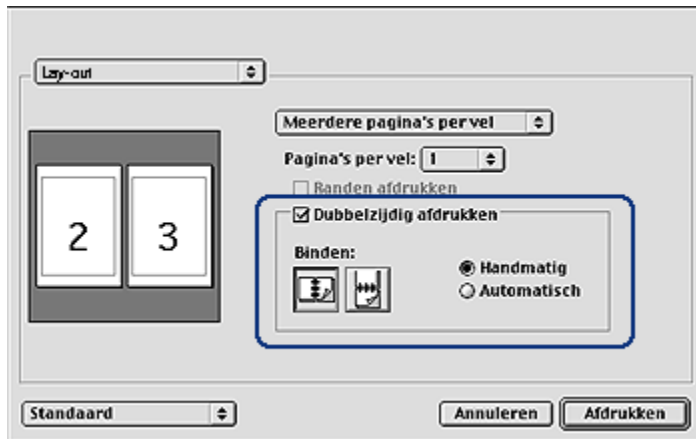 Lay-out
Meerdere pagina's per vel
Pagina's per vel: 1
Randen afdrukken
Dubbelzijdig afdrukken
2 3
Binden:
Handmatig
Automatisch
Standaard
Annuleren Afdrukken